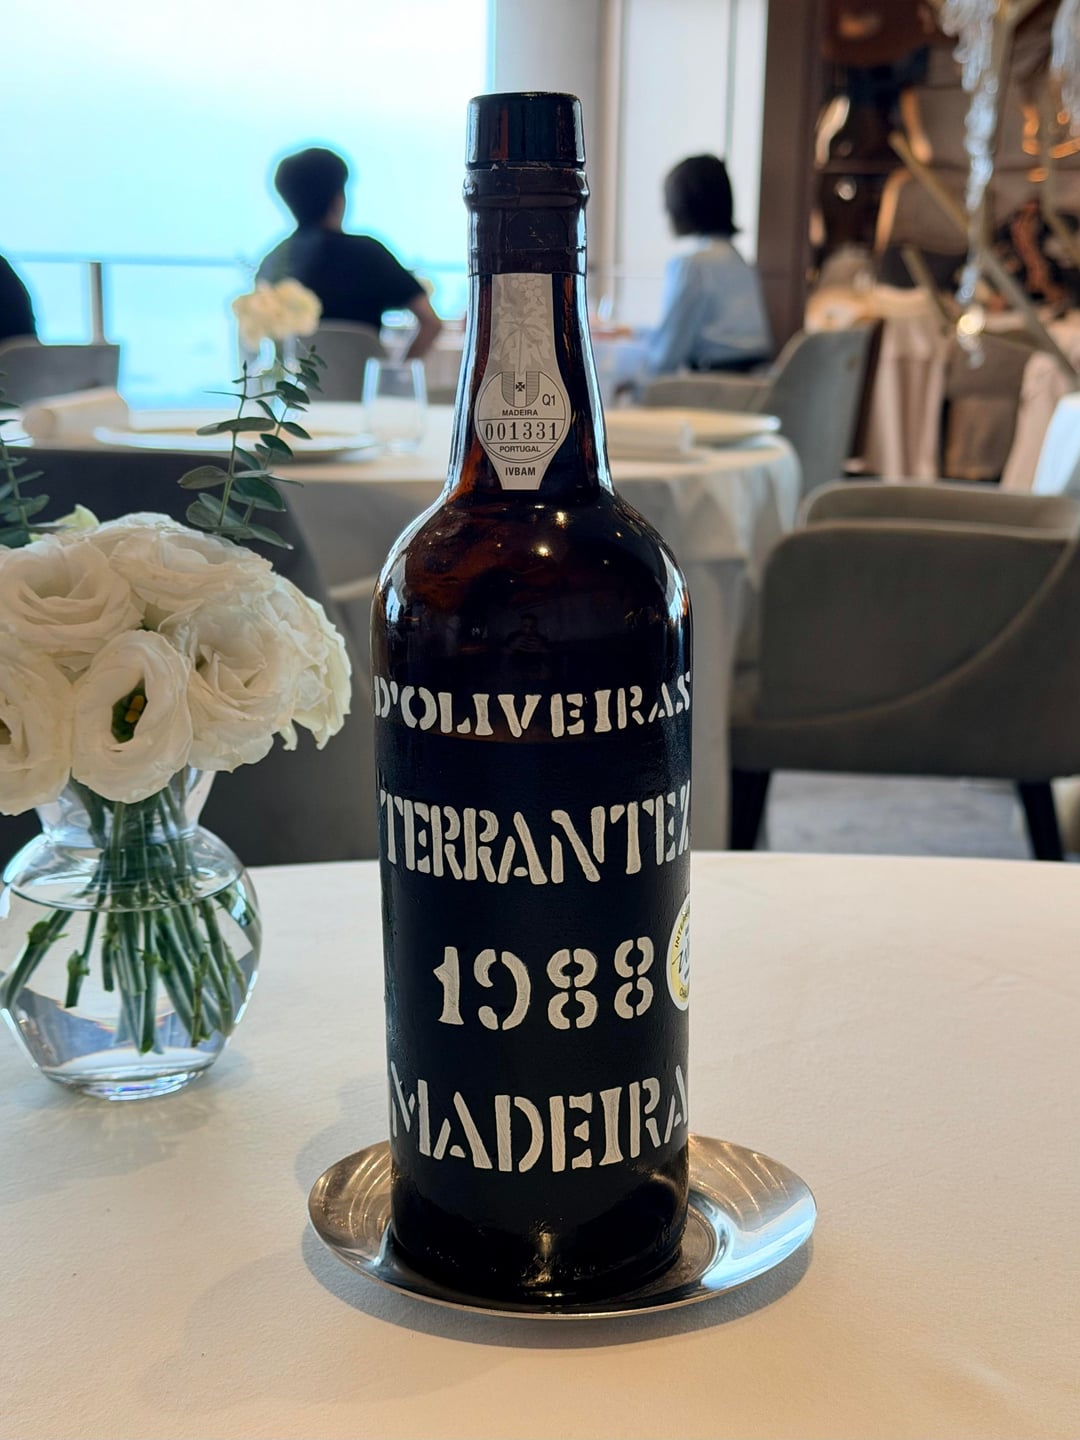 Q1
MADEIRA
001331
PORTUGAL
IVBAM
D'OLIVEIRAS
TERRANTEZ
1988
MADEIRA